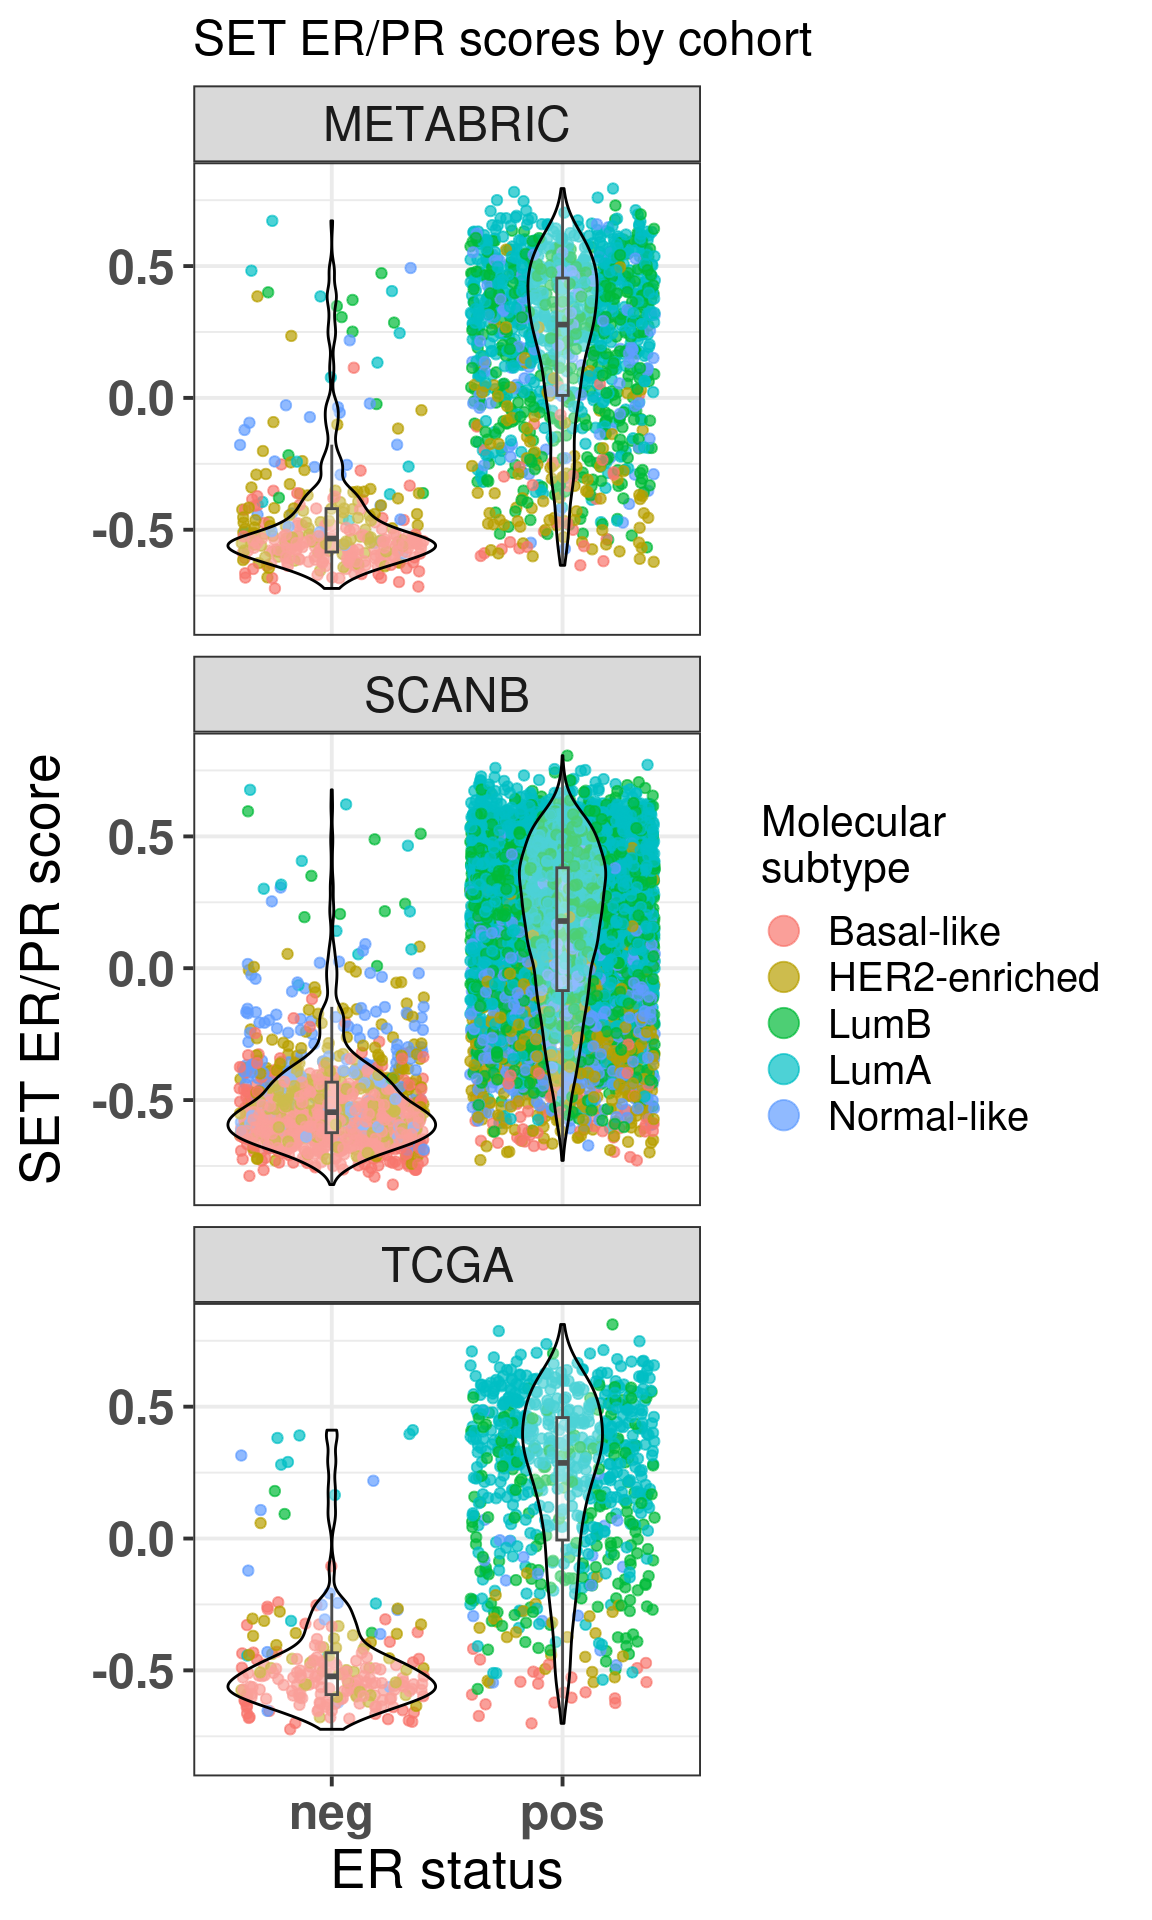 SET ER/PR scores by cohort
METABRIC
0.5
0.0
-0.5
SCANB
0.5
0.0
-0.5
TCGA
0.5
0.0
-0.5
neg pos
ER status
SET ER/PR score
Molecular
subtype
Basal-like
HER2-enriched
LumB
LumA
Normal-like